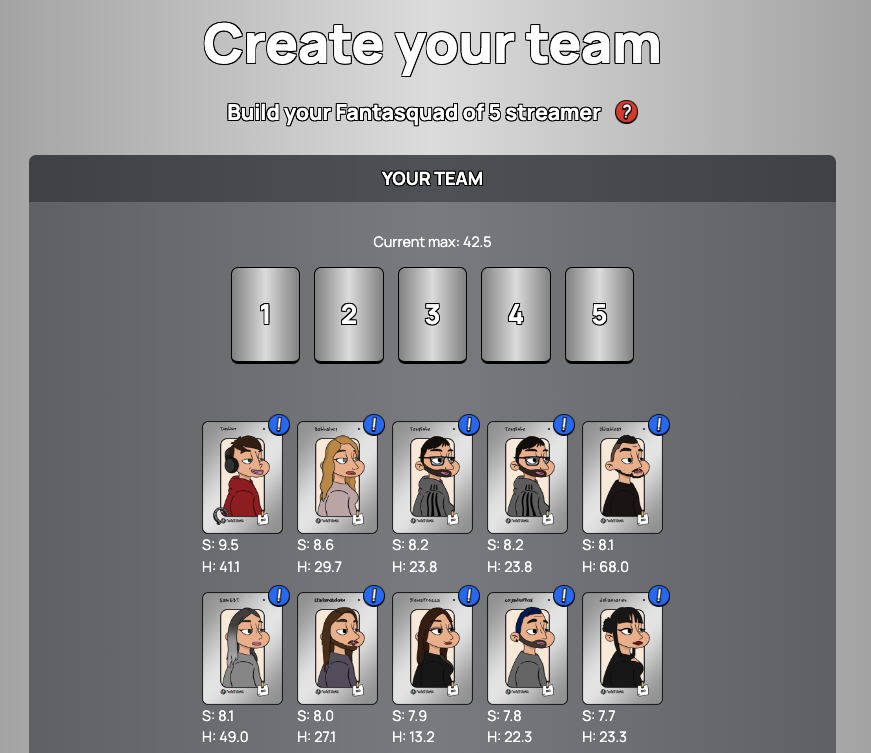 Create your team
Build your Fantasquad of 5 streamer ?
YOUR TEAM
Current max: 42.5
1 2 3 4 5
! ! ! ! !
S: 9.5 S: 8.6 S: 8.2 S: 8.2 S: 8.1
H: 41.1 H: 29.7 H: 23.8 H: 23.8 H: 68.0
! ! ! ! !
S: 8.1 S: 8.0 S: 7.9 S: 7.8 S: 7.7
H: 49.0 H: 27.1 H: 13.2 H: 22.3 H: 23.3